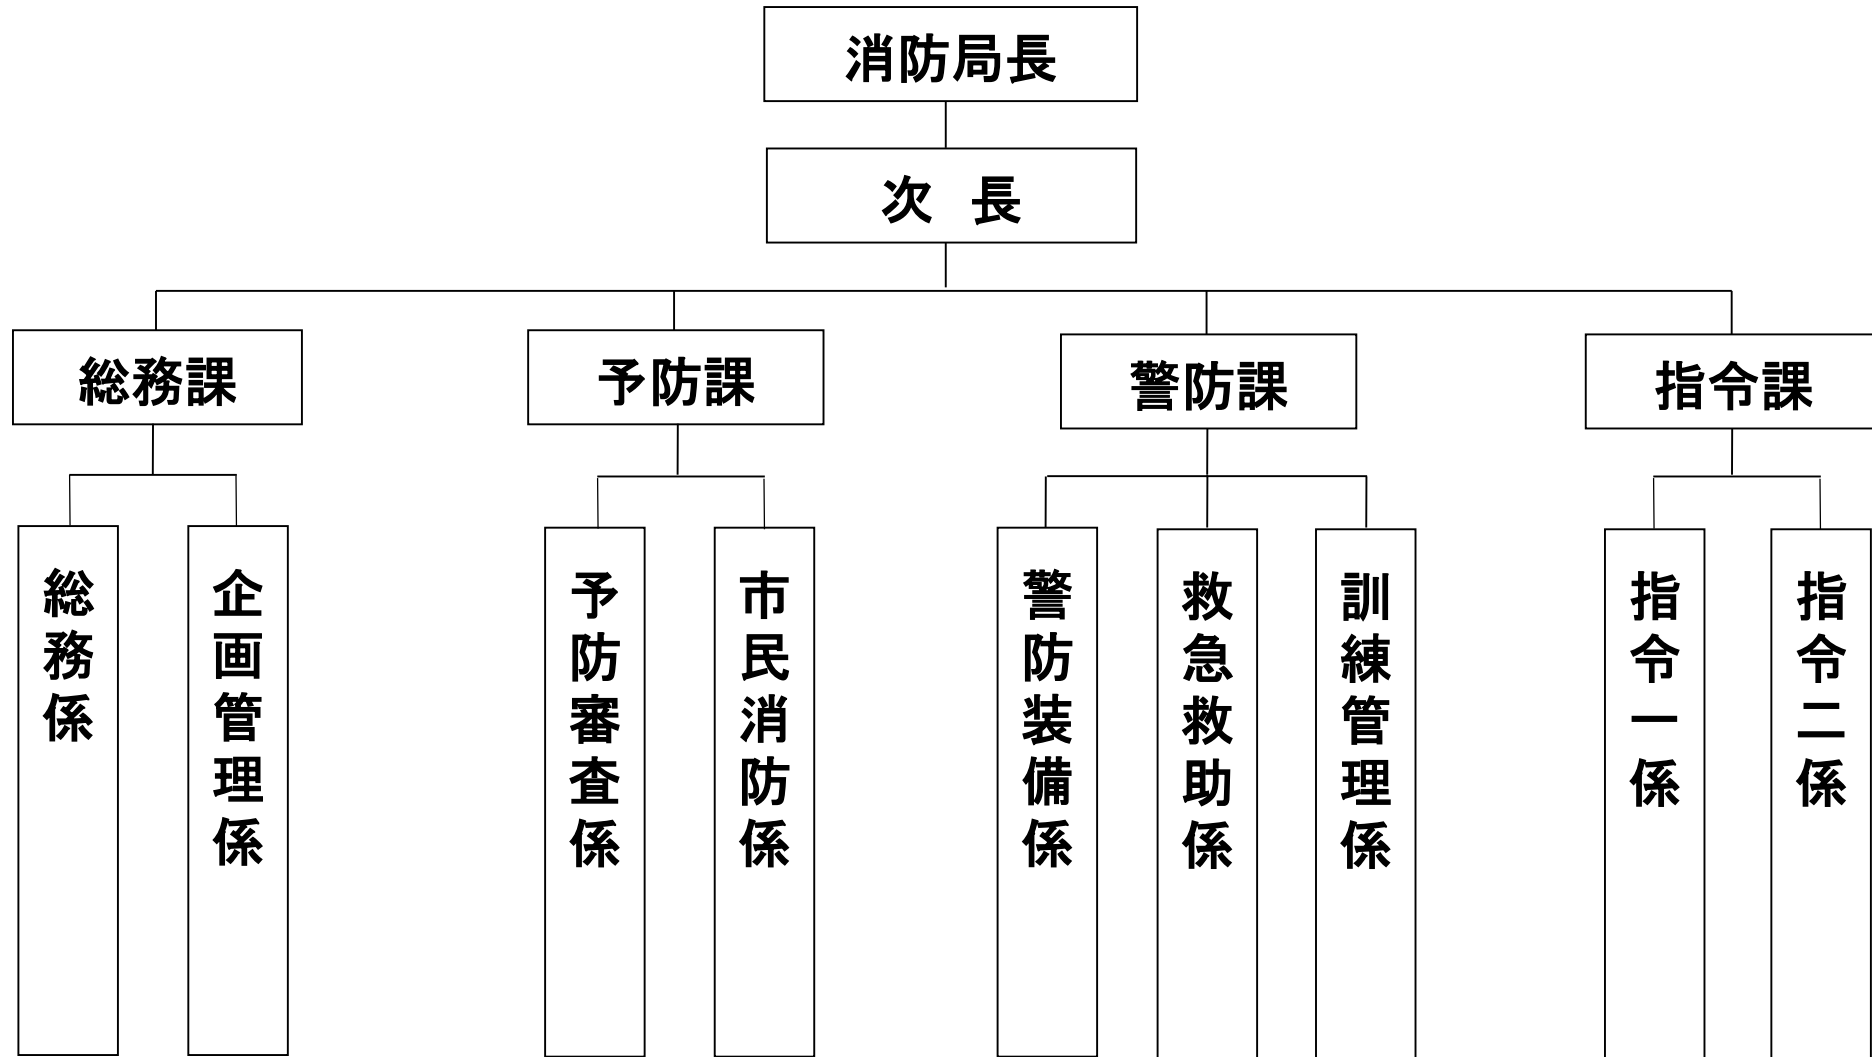 消防局長
次　長
総務課
予防課
警防課
指令課
総務係
企画管理係
予防審査係
市民消防係
警防装備係
救急救助係
訓練管理係
指令一係
指令二係